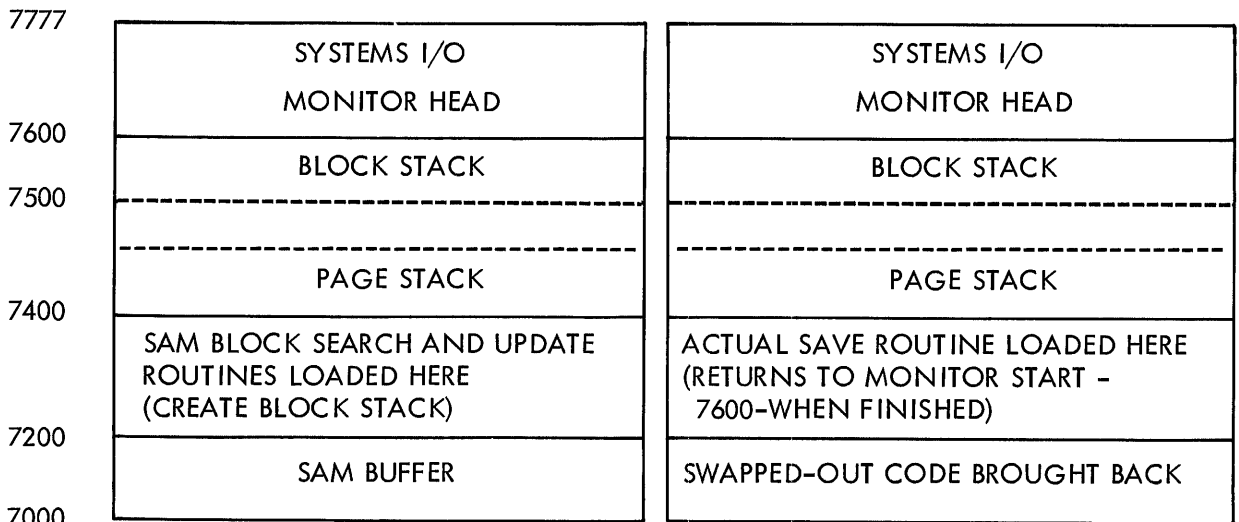 7777
SYSTEMS I/O
MONITOR HEAD
7600
BLOCK STACK
7500
PAGE STACK
7400
SAM BLOCK SEARCH AND UPDATE
ROUTINES LOADED HERE
(CREATE BLOCK STACK)
7200
SAM BUFFER
7000
SYSTEMS I/O
MONITOR HEAD
BLOCK STACK
PAGE STACK
ACTUAL SAVE ROUTINE LOADED HERE
(RETURNS TO MONITOR START -
7600-WHEN FINISHED)
SWAPPED-OUT CODE BROUGHT BACK